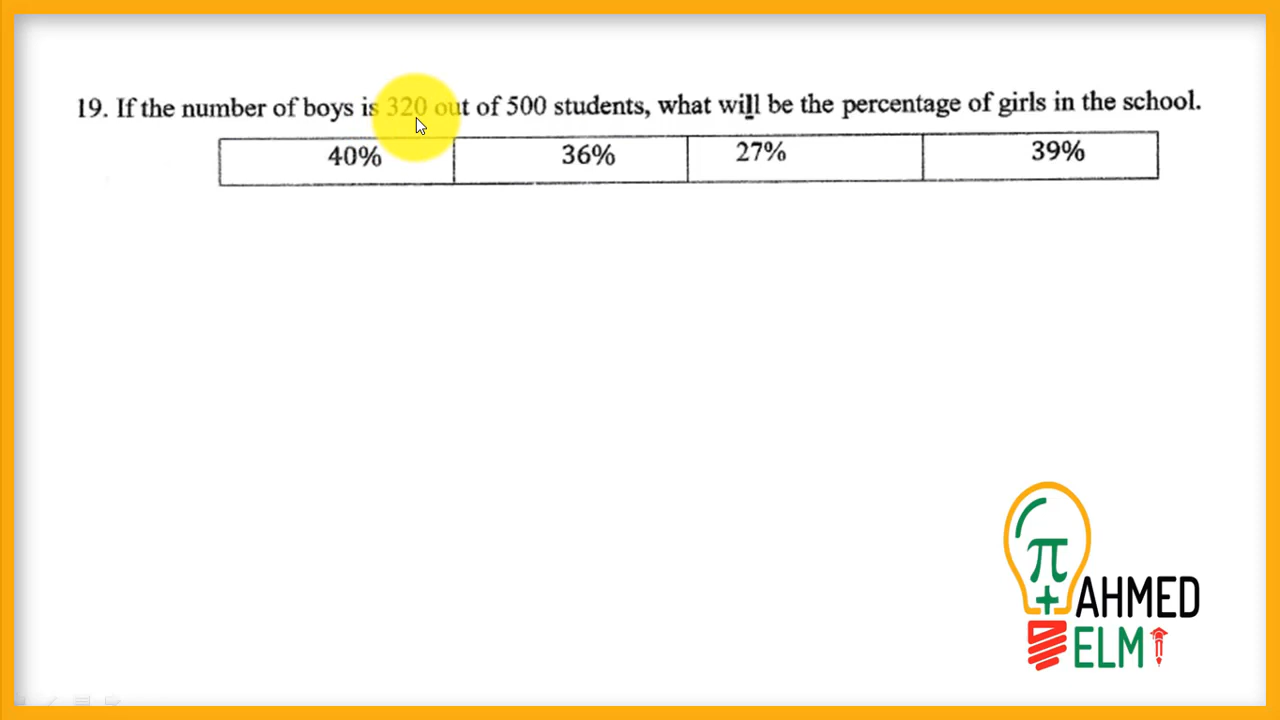 19. If the number of boys is 320 out of 500 students, what will be the percentage of girls in the school.
40% 36% 27% 39%
π
+
AHMED
ELMI